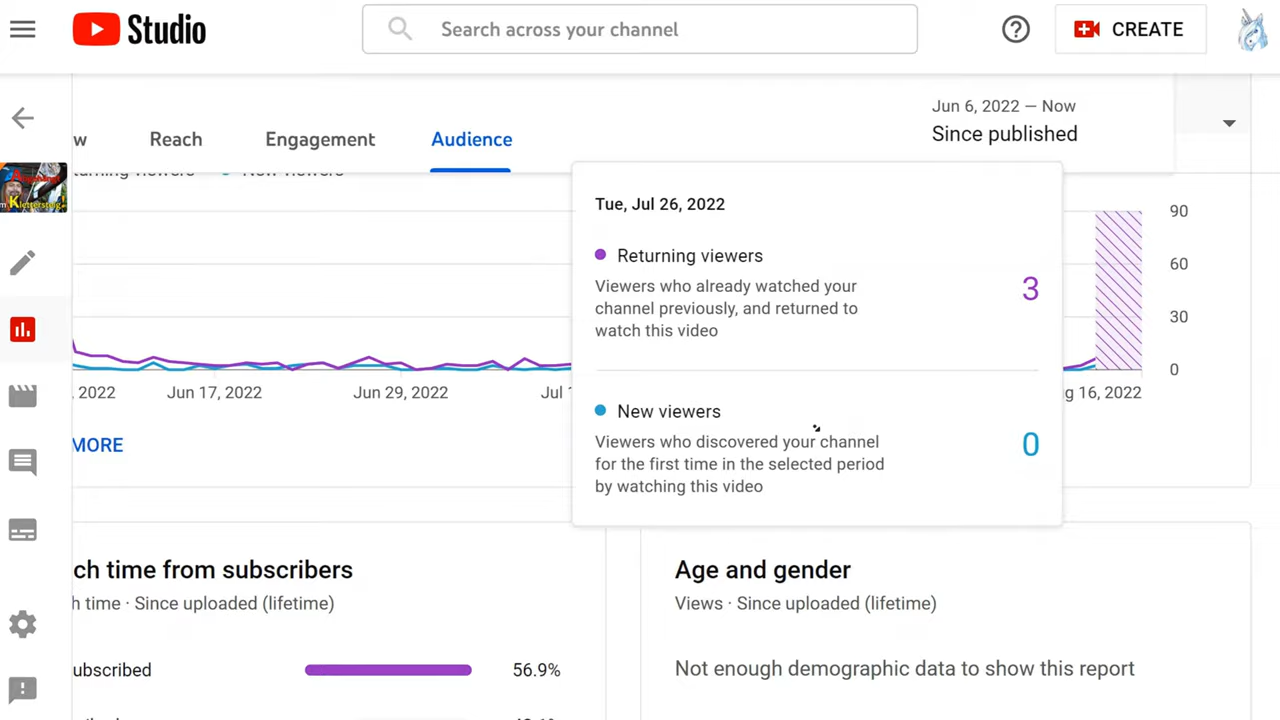 Studio
Search across your channel
CREATE
w
Reach
Engagement
Audience
Jun 6, 2022 — Now
Since published
Tue, Jul 26, 2022
Returning viewers
Viewers who already watched your
channel previously, and returned to
watch this video
3
New viewers
Viewers who discovered your channel
for the first time in the selected period
by watching this video
0
90
60
30
0
, 2022
Jun 17, 2022
Jun 29, 2022
Jul 1
g 16, 2022
MORE
ch time from subscribers
h time · Since uploaded (lifetime)
ubscribed
56.9%
Age and gender
Views · Since uploaded (lifetime)
Not enough demographic data to show this report
Klettersteig!